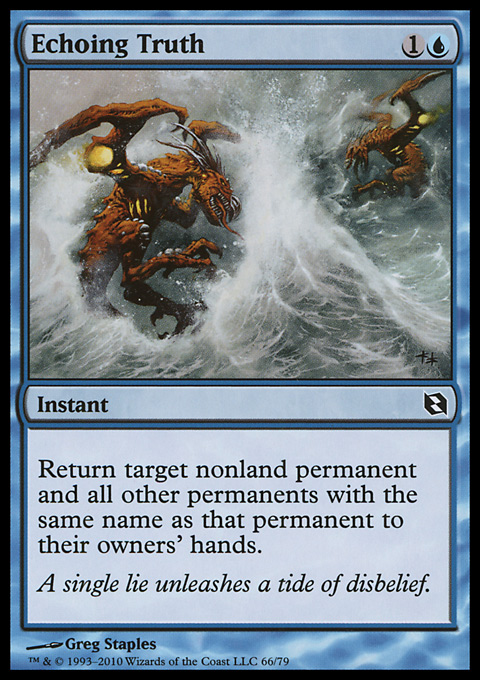 Echoing Truth 1
Instant
Return target nonland permanent
and all other permanents with the
same name as that permanent to
their owners' hands.
A single lie unleashes a tide of disbelief.
Greg Staples
™ & © 1993–2010 Wizards of the Coast LLC 66/79